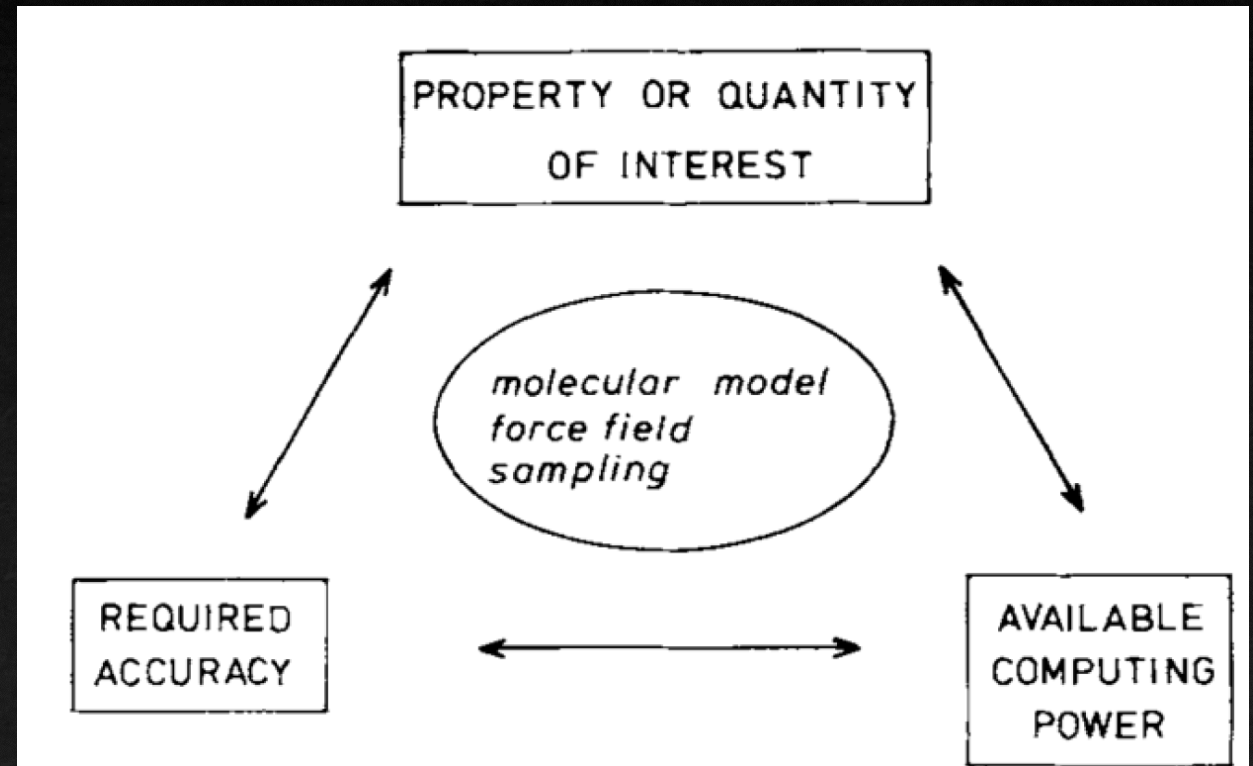 PROPERTY OR QUANTITY
OF INTEREST
molecular model
force field
sampling
REQUIRED
ACCURACY
AVAILABLE
COMPUTING
POWER